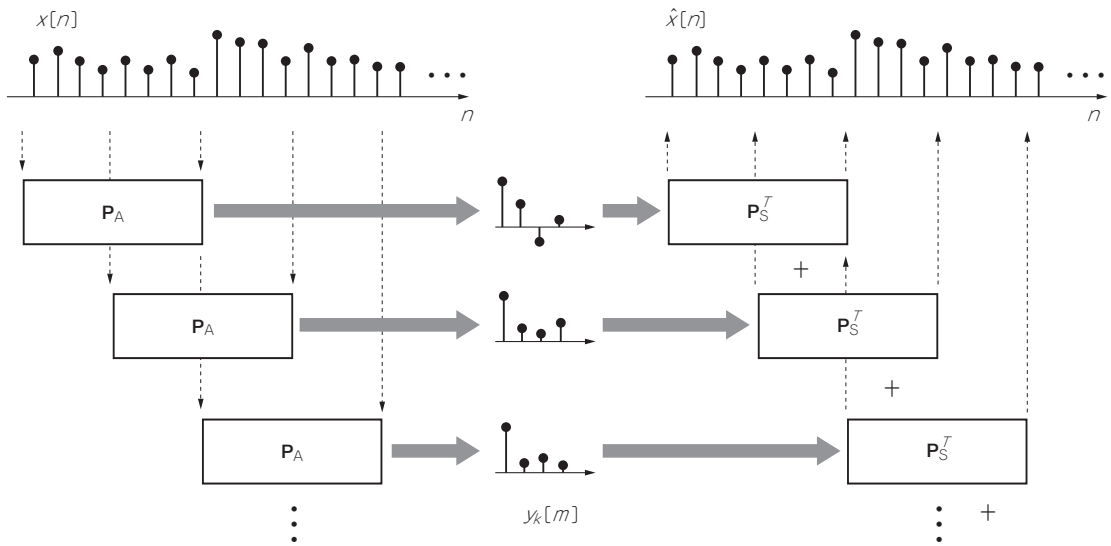 x[n] x̂[n]
• • • • • •
n n
P_A P_S^T
+
P_A P_S^T
+
P_A P_S^T
y_k[m] +